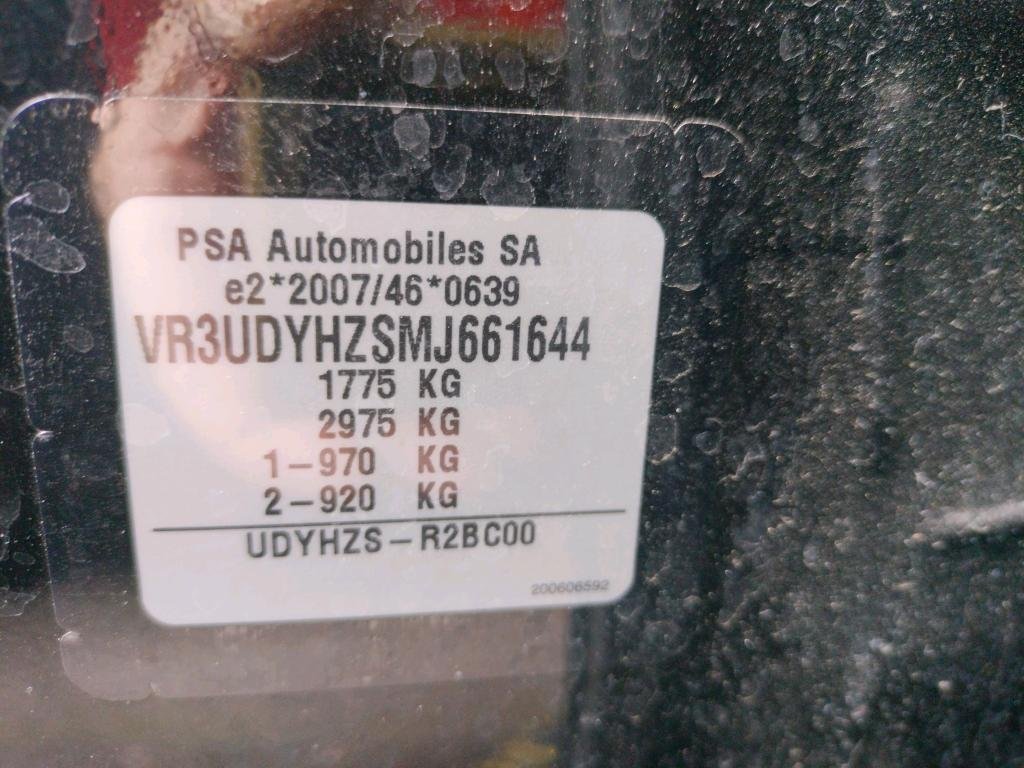 PSA Automobiles SA
e2*2007/46*0639
VR3UDYHZSMJ661644
1775 KG
2975 KG
1-970 KG
2-920 KG
UDYHZS-R2BC00
200606592